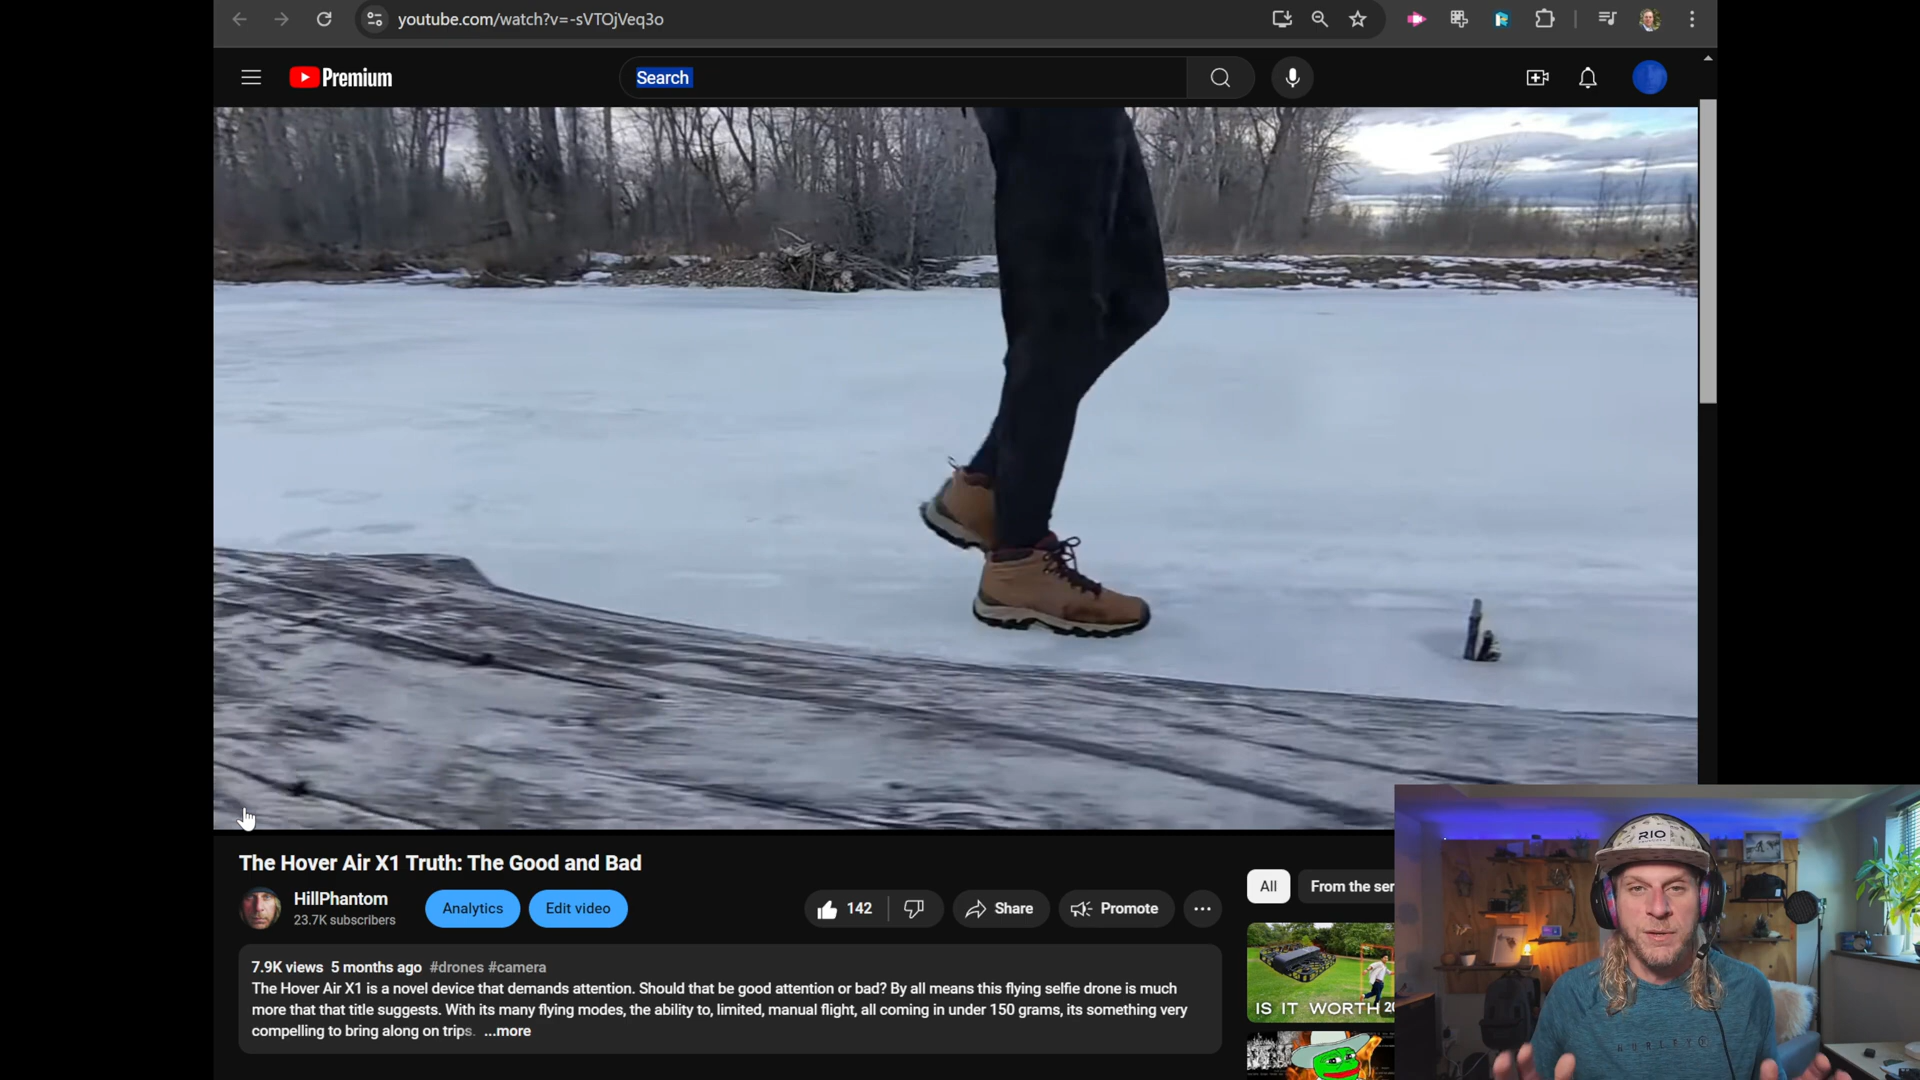 youtube.com/watch?v=-sVTOjVeq3o
Premium
Search
The Hover Air X1 Truth: The Good and Bad
HillPhantom
23.7K subscribers
Analytics
Edit video
142
Share
Promote
All
From the ser
7.9K views 5 months ago #drones #camera
The Hover Air X1 is a novel device that demands attention. Should that be good attention or bad? By all means this flying selfie drone is much
more that that title suggests. With its many flying modes, the ability to, limited, manual flight, all coming in under 150 grams, its something very
compelling to bring along on trips. ...more
IS IT WORTH 20
RIO
HURLEY